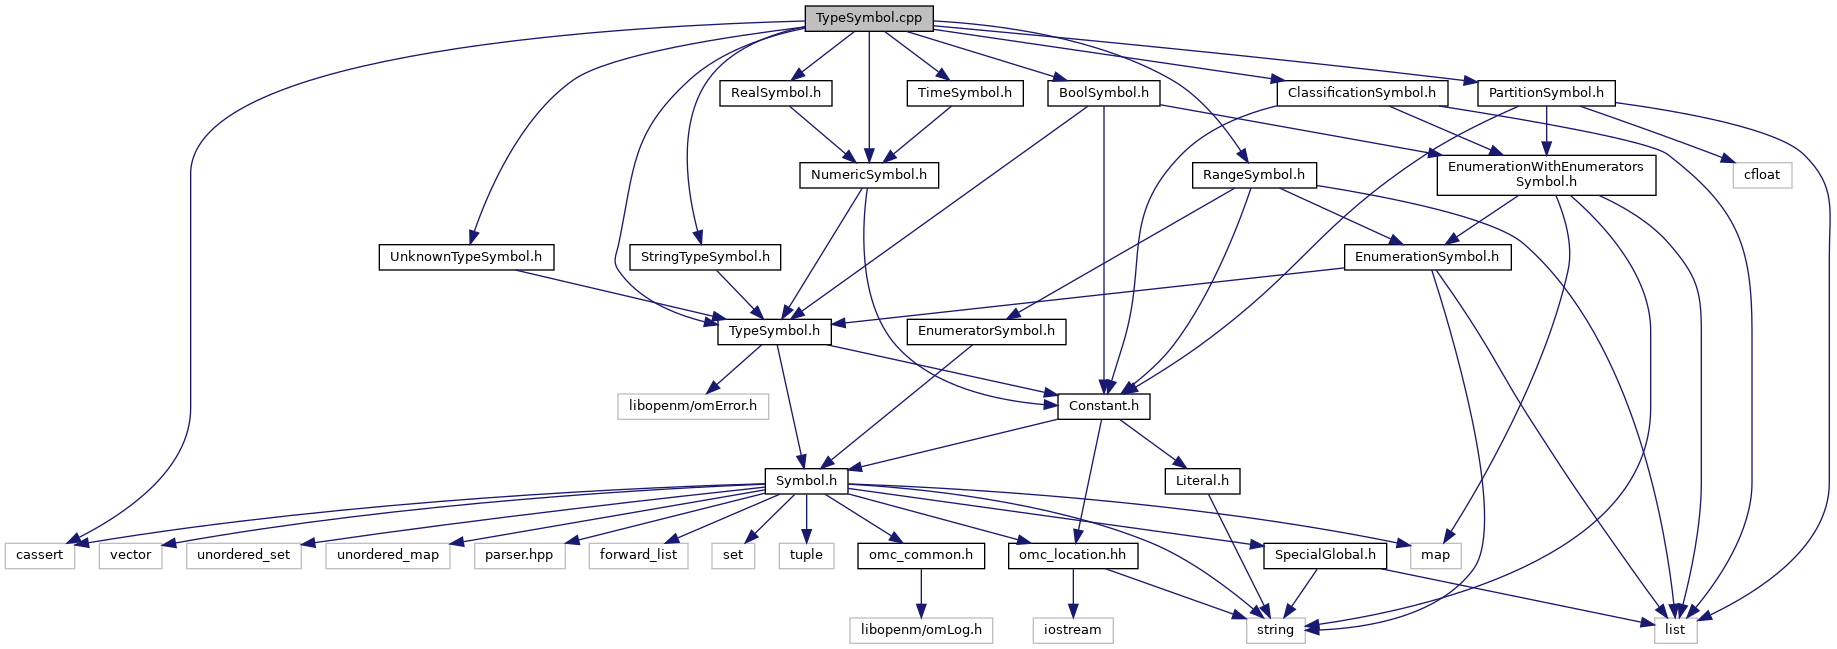 TypeSymbol.cpp
RealSymbol.h
TimeSymbol.h
BoolSymbol.h
ClassificationSymbol.h
PartitionSymbol.h
NumericSymbol.h
RangeSymbol.h
EnumerationWithEnumerators
Symbol.h
cfloat
UnknownTypeSymbol.h
StringTypeSymbol.h
EnumerationSymbol.h
TypeSymbol.h
EnumeratorSymbol.h
libopenm/omError.h
Constant.h
Symbol.h
Literal.h
cassert
vector
unordered_set
unordered_map
parser.hpp
forward_list
set
tuple
omc_common.h
omc_location.hh
SpecialGlobal.h
map
libopenm/omLog.h
iostream
string
list